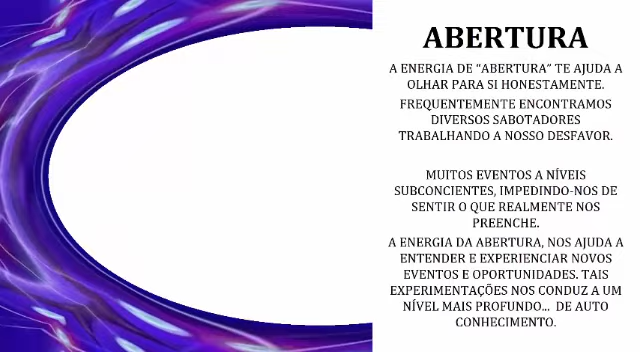 ABERTURA
A ENERGIA DE “ABERTURA” TE AJUDA A
OLHAR PARA SI HONESTAMENTE.
FREQUENTEMENTE ENCONTRAMOS
DIVERSOS SABOTADORES
TRABALHANDO A NOSSO DESFAVOR.
MUITOS EVENTOS A NÍVEIS
SUBCONCIENTES, IMPEDINDO-NOS DE
SENTIR O QUE REALMENTE NOS
PREENCHE.
A ENERGIA DA ABERTURA, NOS AJUDA A
ENTENDER E EXPERIENCIAR NOVOS
EVENTOS E OPORTUNIDADES. TAIS
EXPERIMENTAÇÕES NOS CONDUZ A UM
NÍVEL MAIS PROFUNDO... DE AUTO
CONHECIMENTO.